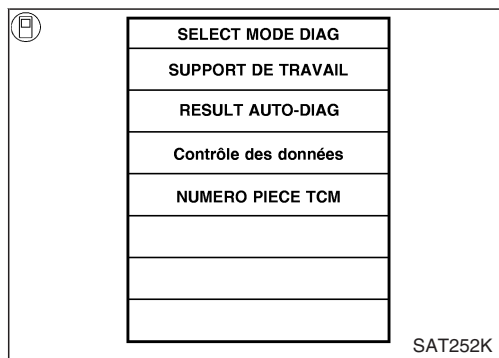 SELECT MODE DIAG
SUPPORT DE TRAVAIL
RESULT AUTO-DIAG
Contrôle des données
NUMERO PIECE TCM
SAT252K